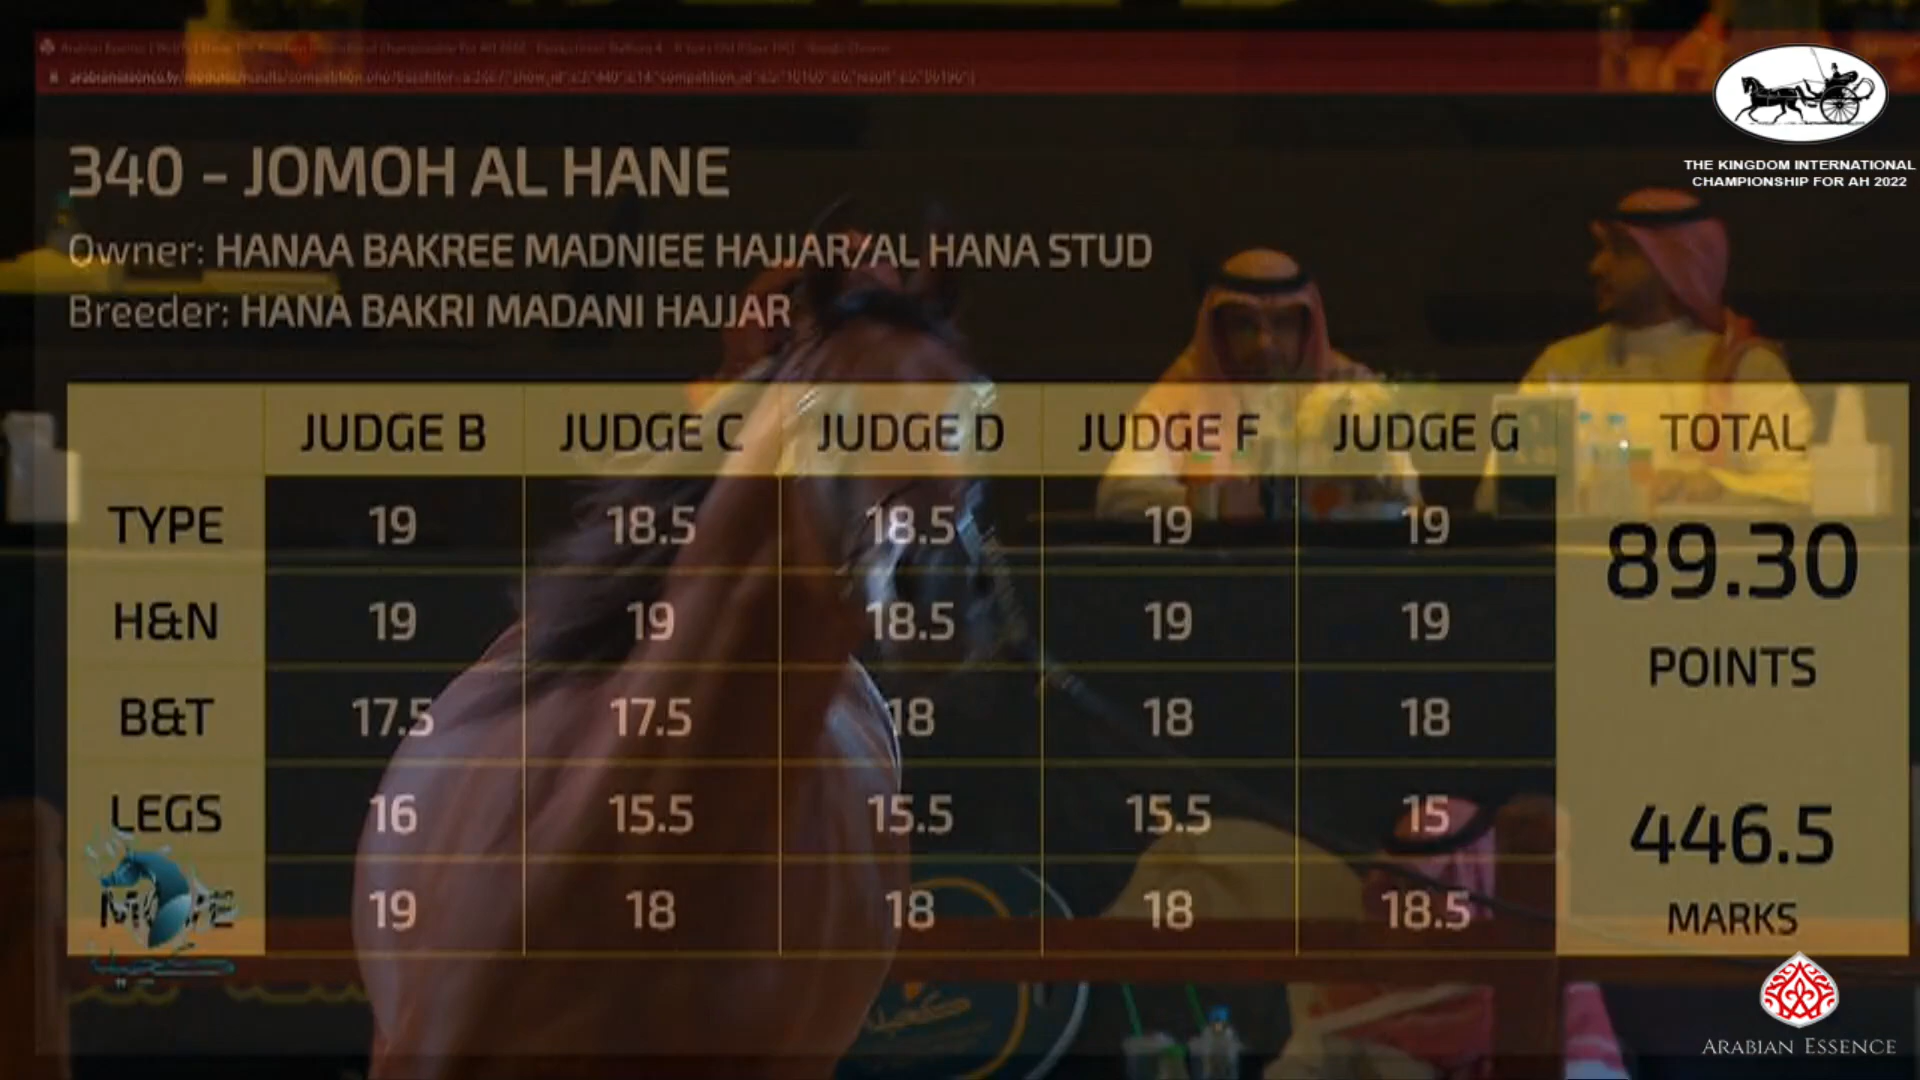 THE KINGDOM INTERNATIONAL
CHAMPIONSHIP FOR AH 2022
340 - JOMOH AL HANE
Owner: HANAA BAKREE MADNIEE HAJJAR/AL HANA STUD
Breeder: HANA BAKRI MADANI HAJJAR
JUDGE B JUDGE C JUDGE D JUDGE F JUDGE G TOTAL
TYPE 19 18.5 18.5 19 19
89.30
H&N 19 19 18.5 19 19
POINTS
B&T 17.5 17.5 18 18 18
LEGS 16 15.5 15.5 15.5 15
446.5
MOVE 19 18 18 18 18.5
MARKS
ARABIAN ESSENCE